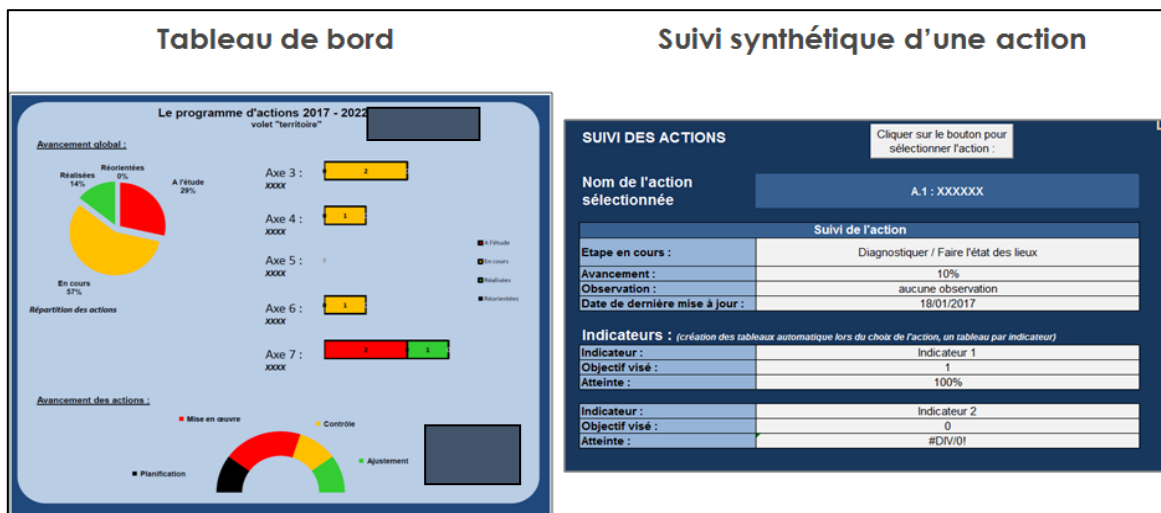 Tableau de bord
Suivi synthétique d'une action
Le programme d'actions 2017 - 2022
volet "territoire"
Avancement global :
Réorientées
0%
Réalisées
14%
A l'étude
29%
En cours
57%
Répartition des actions
Axe 3 :
xxxx
2
Axe 4 :
xxxx
1
Axe 5 :
xxxx
0
Axe 6 :
xxxx
1
Axe 7 :
xxxx
2
1
A l'étude
En cours
Réalisées
Réorientées
Avancement des actions :
Mise en œuvre
Contrôle
Planification
Ajustement
SUIVI DES ACTIONS
Cliquer sur le bouton pour
sélectionner l'action :
Nom de l'action
sélectionnée
A.1 : XXXXXX
Suivi de l'action
Etape en cours : Diagnostiquer / Faire l'état des lieux
Avancement : 10%
Observation : aucune observation
Date de dernière mise à jour : 18/01/2017
Indicateurs : (création des tableaux automatique lors du choix de l'action, un tableau par indicateur)
Indicateur : Indicateur 1
Objectif visé : 1
Atteinte : 100%
Indicateur : Indicateur 2
Objectif visé : 0
Atteinte : #DIV/0!